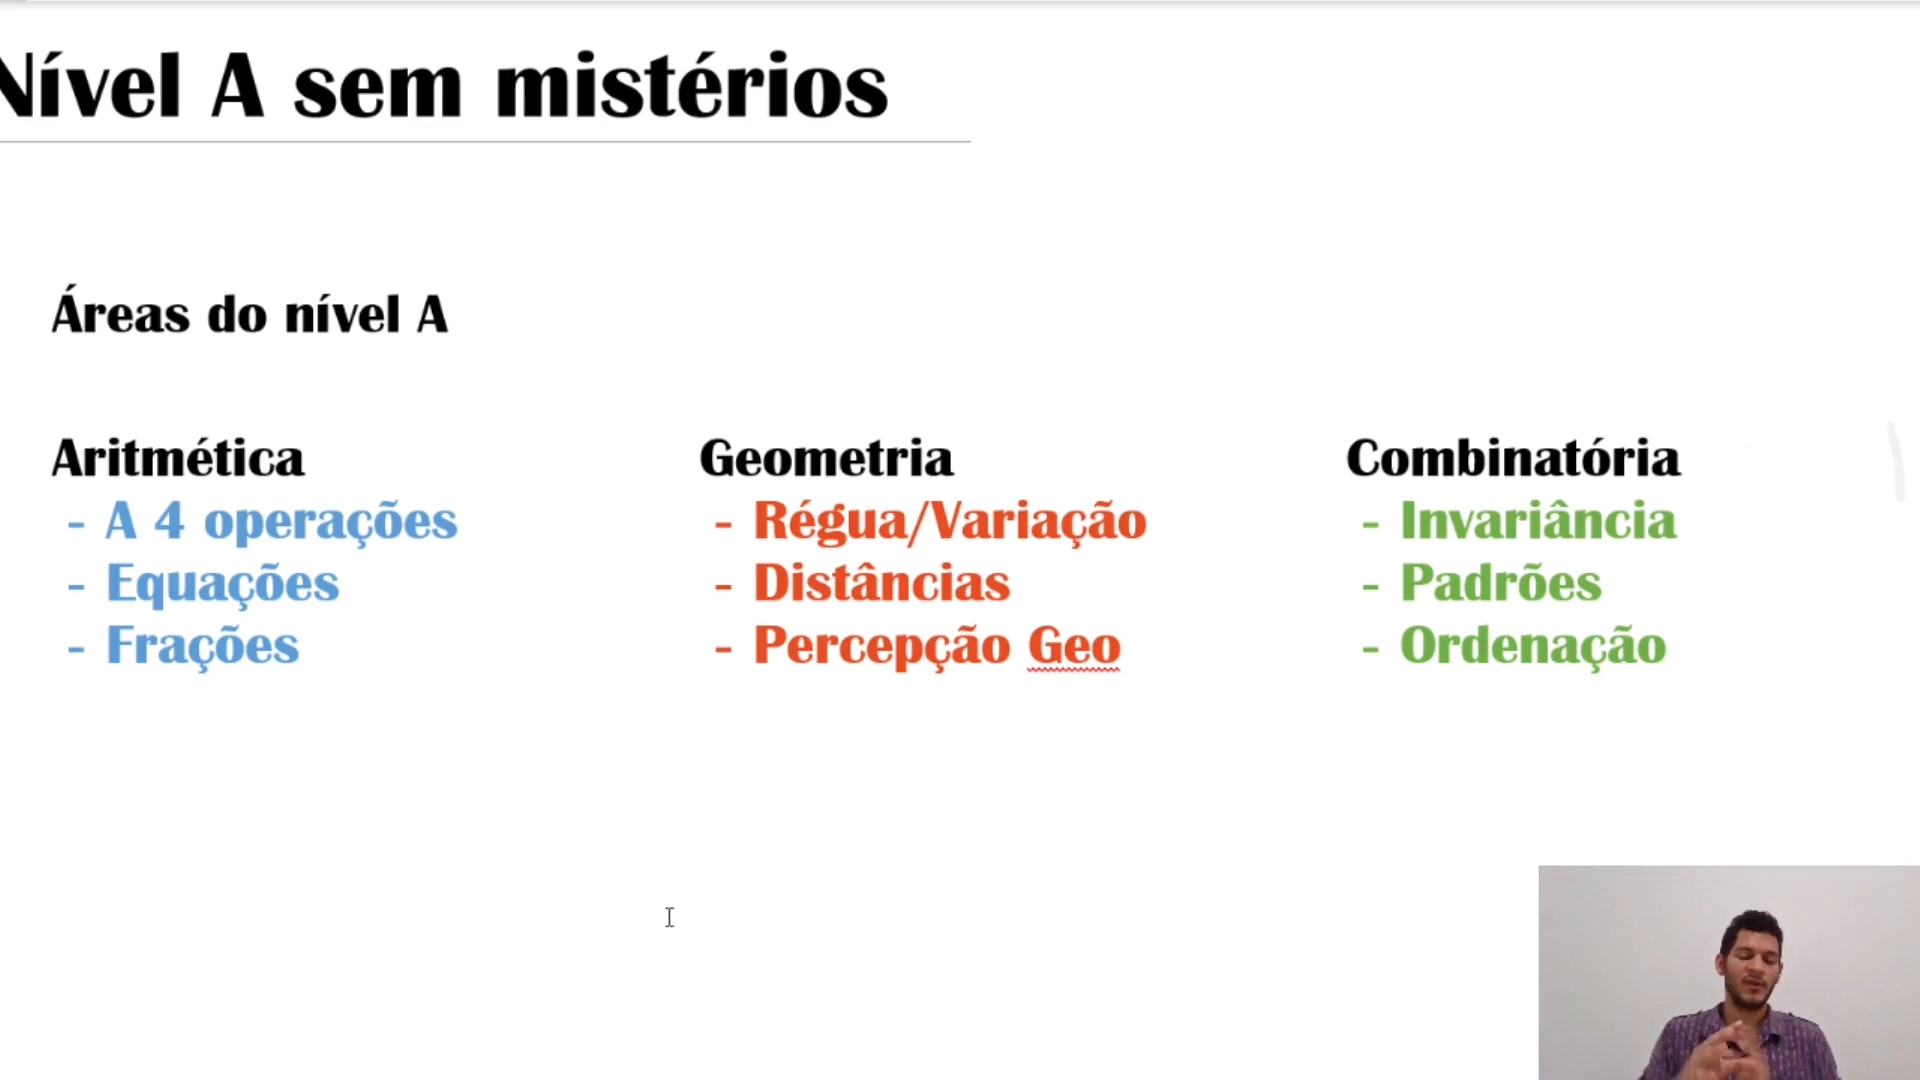 Nível A sem mistérios
Áreas do nível A
Aritmética
- A 4 operações
- Equações
- Frações
Geometria
- Régua/Variação
- Distâncias
- Percepção Geo
Combinatória
- Invariância
- Padrões
- Ordenação